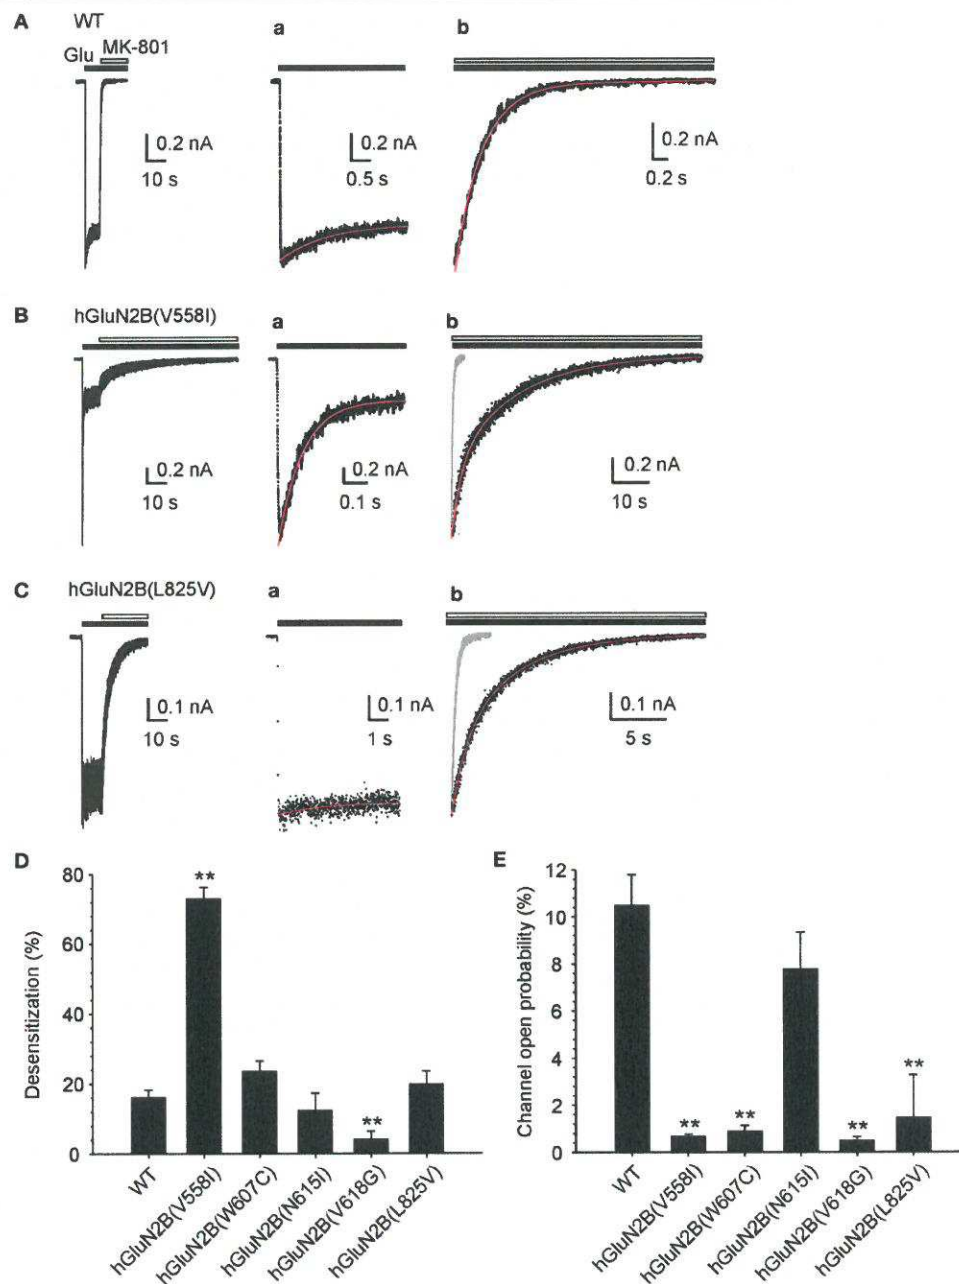 A
WT
Glu MK-801
0.2 nA
10 s
a
0.2 nA
0.5 s
b
0.2 nA
0.2 s
B
hGluN2B(V558I)
0.2 nA
10 s
a
0.2 nA
0.1 s
b
0.2 nA
10 s
C
hGluN2B(L825V)
0.1 nA
10 s
a
0.1 nA
1 s
b
0.1 nA
5 s
D
Desensitization (%)
80
60
40
20
0
**
**
WT
hGluN2B(V558I)
hGluN2B(W607C)
hGluN2B(N615I)
hGluN2B(V618G)
hGluN2B(L825V)
E
Channel open probability (%)
12
10
8
6
4
2
0
**
**
**
**
WT
hGluN2B(V558I)
hGluN2B(W607C)
hGluN2B(N615I)
hGluN2B(V618G)
hGluN2B(L825V)